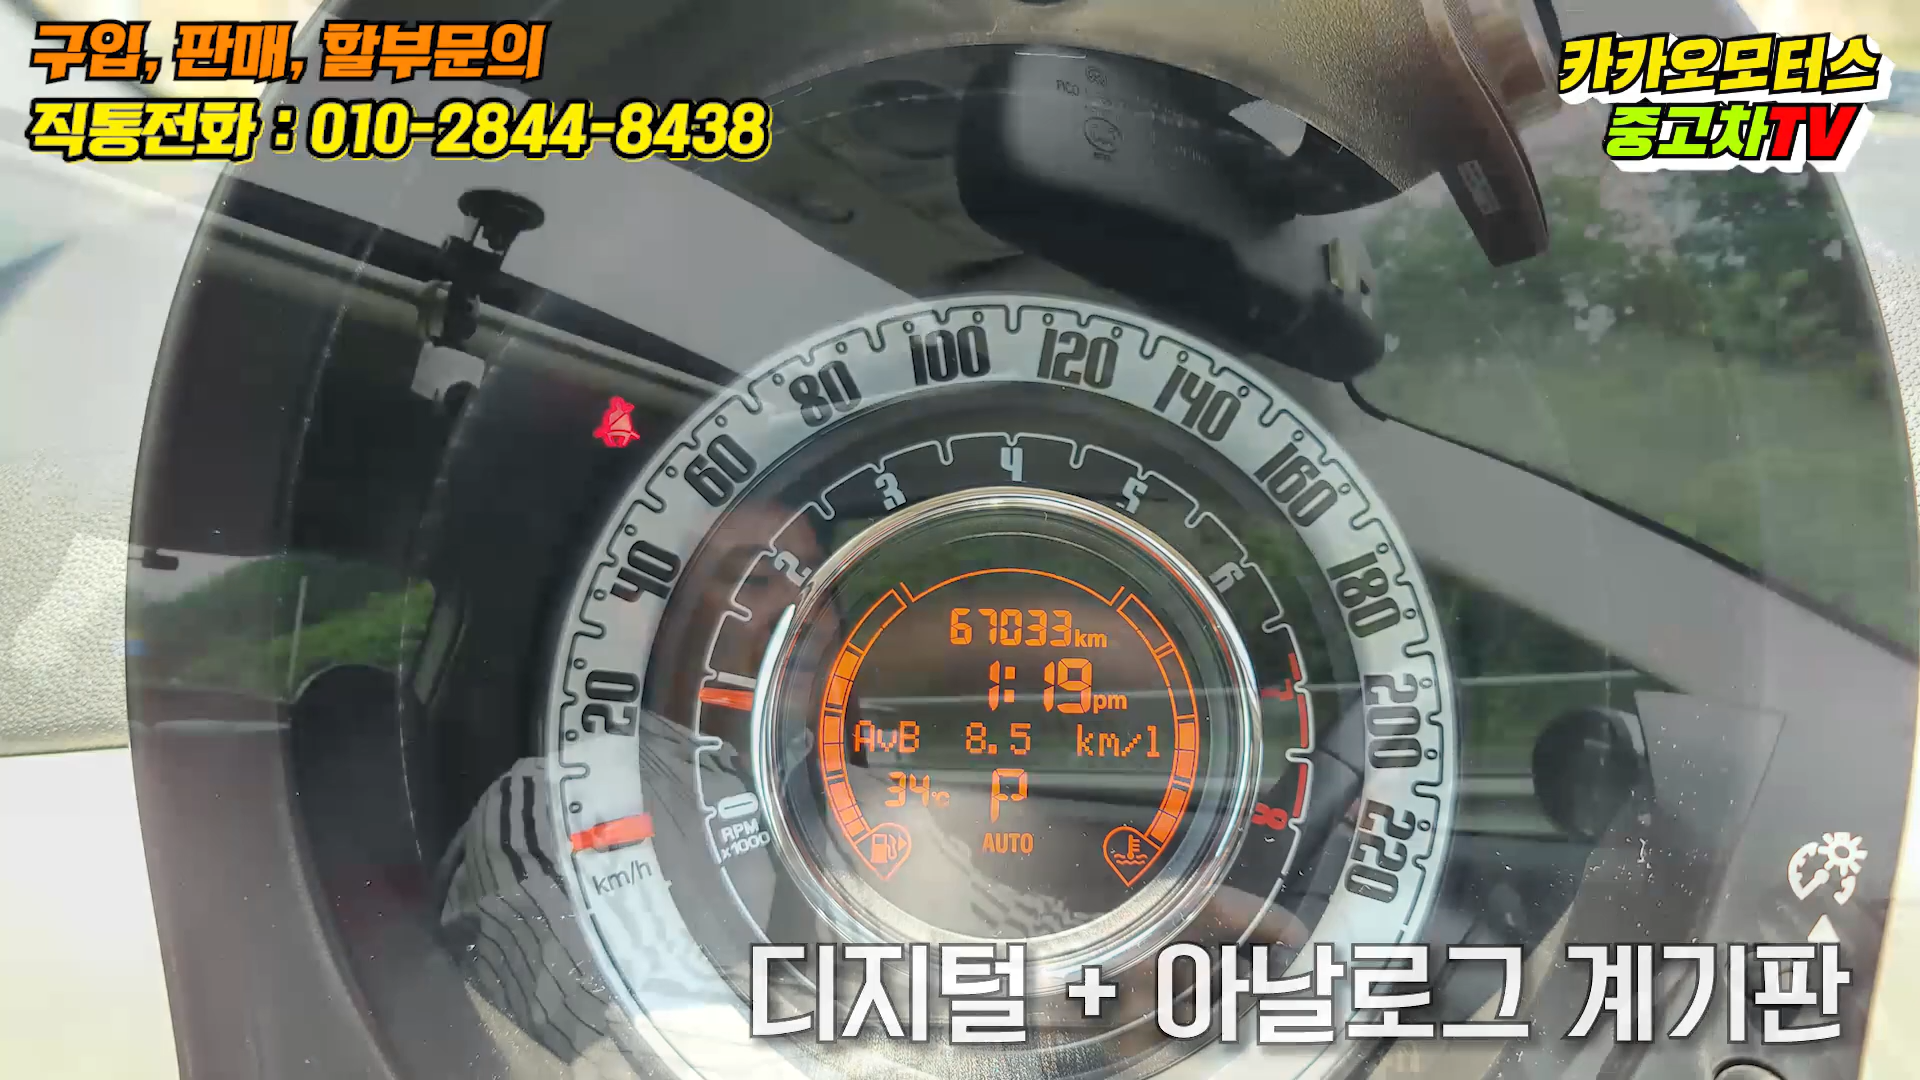 구입, 판매, 할부문의
직통전화 : 010-2844-8438
카카오모터스
중고차TV
20
40
60
80
100
120
140
160
180
200
220
km/h
0
1
2
3
4
5
6
7
8
RPM
x1000
67033km
1:19pm
AvB 8.5 km/l
34°C P
AUTO
디지털 + 아날로그 계기판